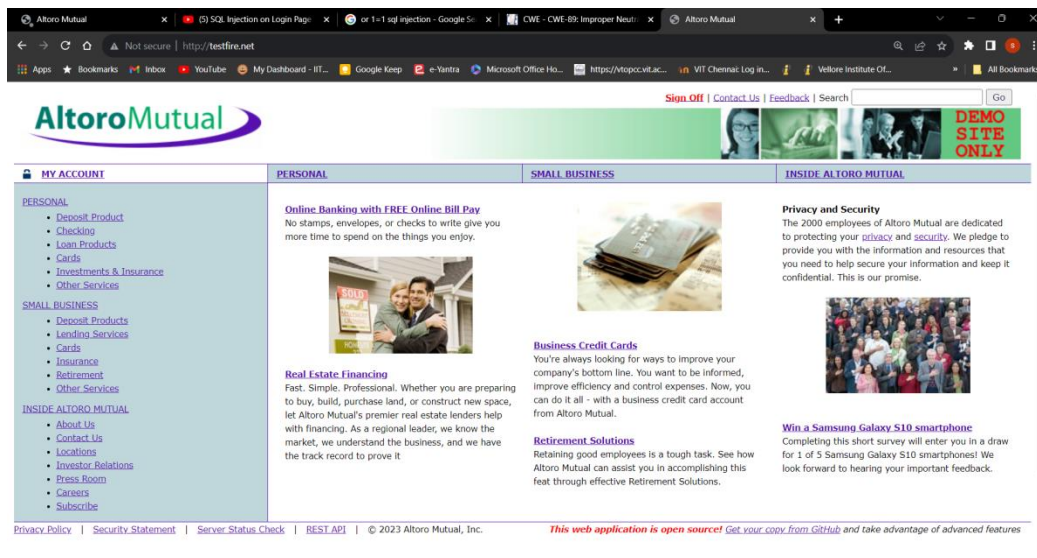 Altoro Mutual
(5) SQL Injection on Login Page
or 1=1 sql injection - Google Se
CWE - CWE-89: Improper Neutr
Altoro Mutual
Not secure | http://testfire.net
Apps Bookmarks Inbox YouTube My Dashboard - IIT... Google Keep e-Yantra Microsoft Office Ho... https://vtopcc.vit.ac... VIT Chennai: Log in... Vellore Institute Of... » All Bookmarks
Sign Off | Contact Us | Feedback | Search Go
AltoroMutual
DEMO
SITE
ONLY
MY ACCOUNT PERSONAL SMALL BUSINESS INSIDE ALTORO MUTUAL
PERSONAL
Deposit Product
Checking
Loan Products
Cards
Investments & Insurance
Other Services
SMALL BUSINESS
Deposit Products
Lending Services
Cards
Insurance
Retirement
Other Services
INSIDE ALTORO MUTUAL
About Us
Contact Us
Locations
Investor Relations
Press Room
Careers
Subscribe
Online Banking with FREE Online Bill Pay
No stamps, envelopes, or checks to write give you
more time to spend on the things you enjoy.
SOLD
Real Estate Financing
Fast. Simple. Professional. Whether you are preparing
to buy, build, purchase land, or construct new space,
let Altoro Mutual's premier real estate lenders help
with financing. As a regional leader, we know the
market, we understand the business, and we have
the track record to prove it
Business Credit Cards
You're always looking for ways to improve your
company's bottom line. You want to be informed,
improve efficiency and control expenses. Now, you
can do it all - with a business credit card account
from Altoro Mutual.
Retirement Solutions
Retaining good employees is a tough task. See how
Altoro Mutual can assist you in accomplishing this
feat through effective Retirement Solutions.
Privacy and Security
The 2000 employees of Altoro Mutual are dedicated
to protecting your privacy and security. We pledge to
provide you with the information and resources that
you need to help secure your information and keep it
confidential. This is our promise.
Win a Samsung Galaxy S10 smartphone
Completing this short survey will enter you in a draw
for 1 of 5 Samsung Galaxy S10 smartphones! We
look forward to hearing your important feedback.
Privacy Policy | Security Statement | Server Status Check | REST API | © 2023 Altoro Mutual, Inc. This web application is open source! Get your copy from GitHub and take advantage of advanced features